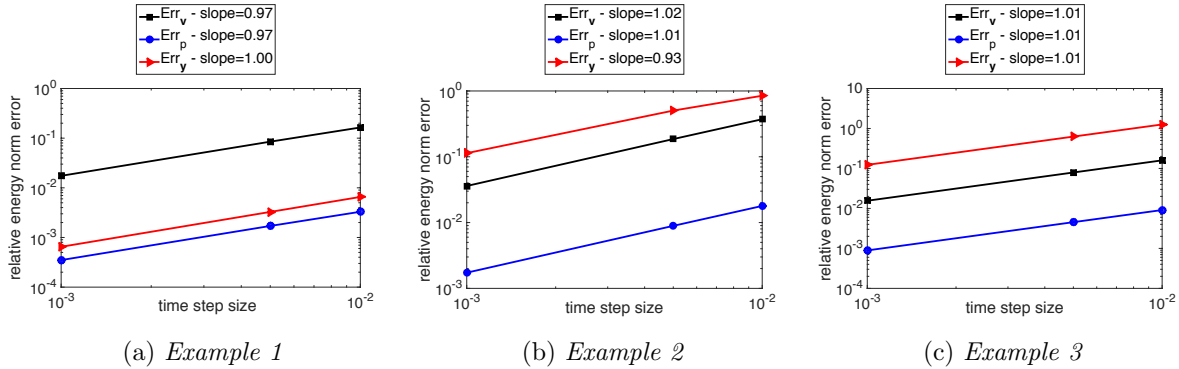 Err_v - slope=0.97
Err_p - slope=0.97
Err_y - slope=1.00
relative energy norm error
10^0
10^-1
10^-2
10^-3
10^-4
10^-3
10^-2
time step size
(a) Example 1
Err_v - slope=1.02
Err_p - slope=1.01
Err_y - slope=0.93
relative energy norm error
10^0
10^-1
10^-2
10^-3
10^-3
10^-2
time step size
(b) Example 2
Err_v - slope=1.01
Err_p - slope=1.01
Err_y - slope=1.01
relative energy norm error
10
10^0
10^-1
10^-2
10^-3
10^-4
10^-3
10^-2
time step size
(c) Example 3